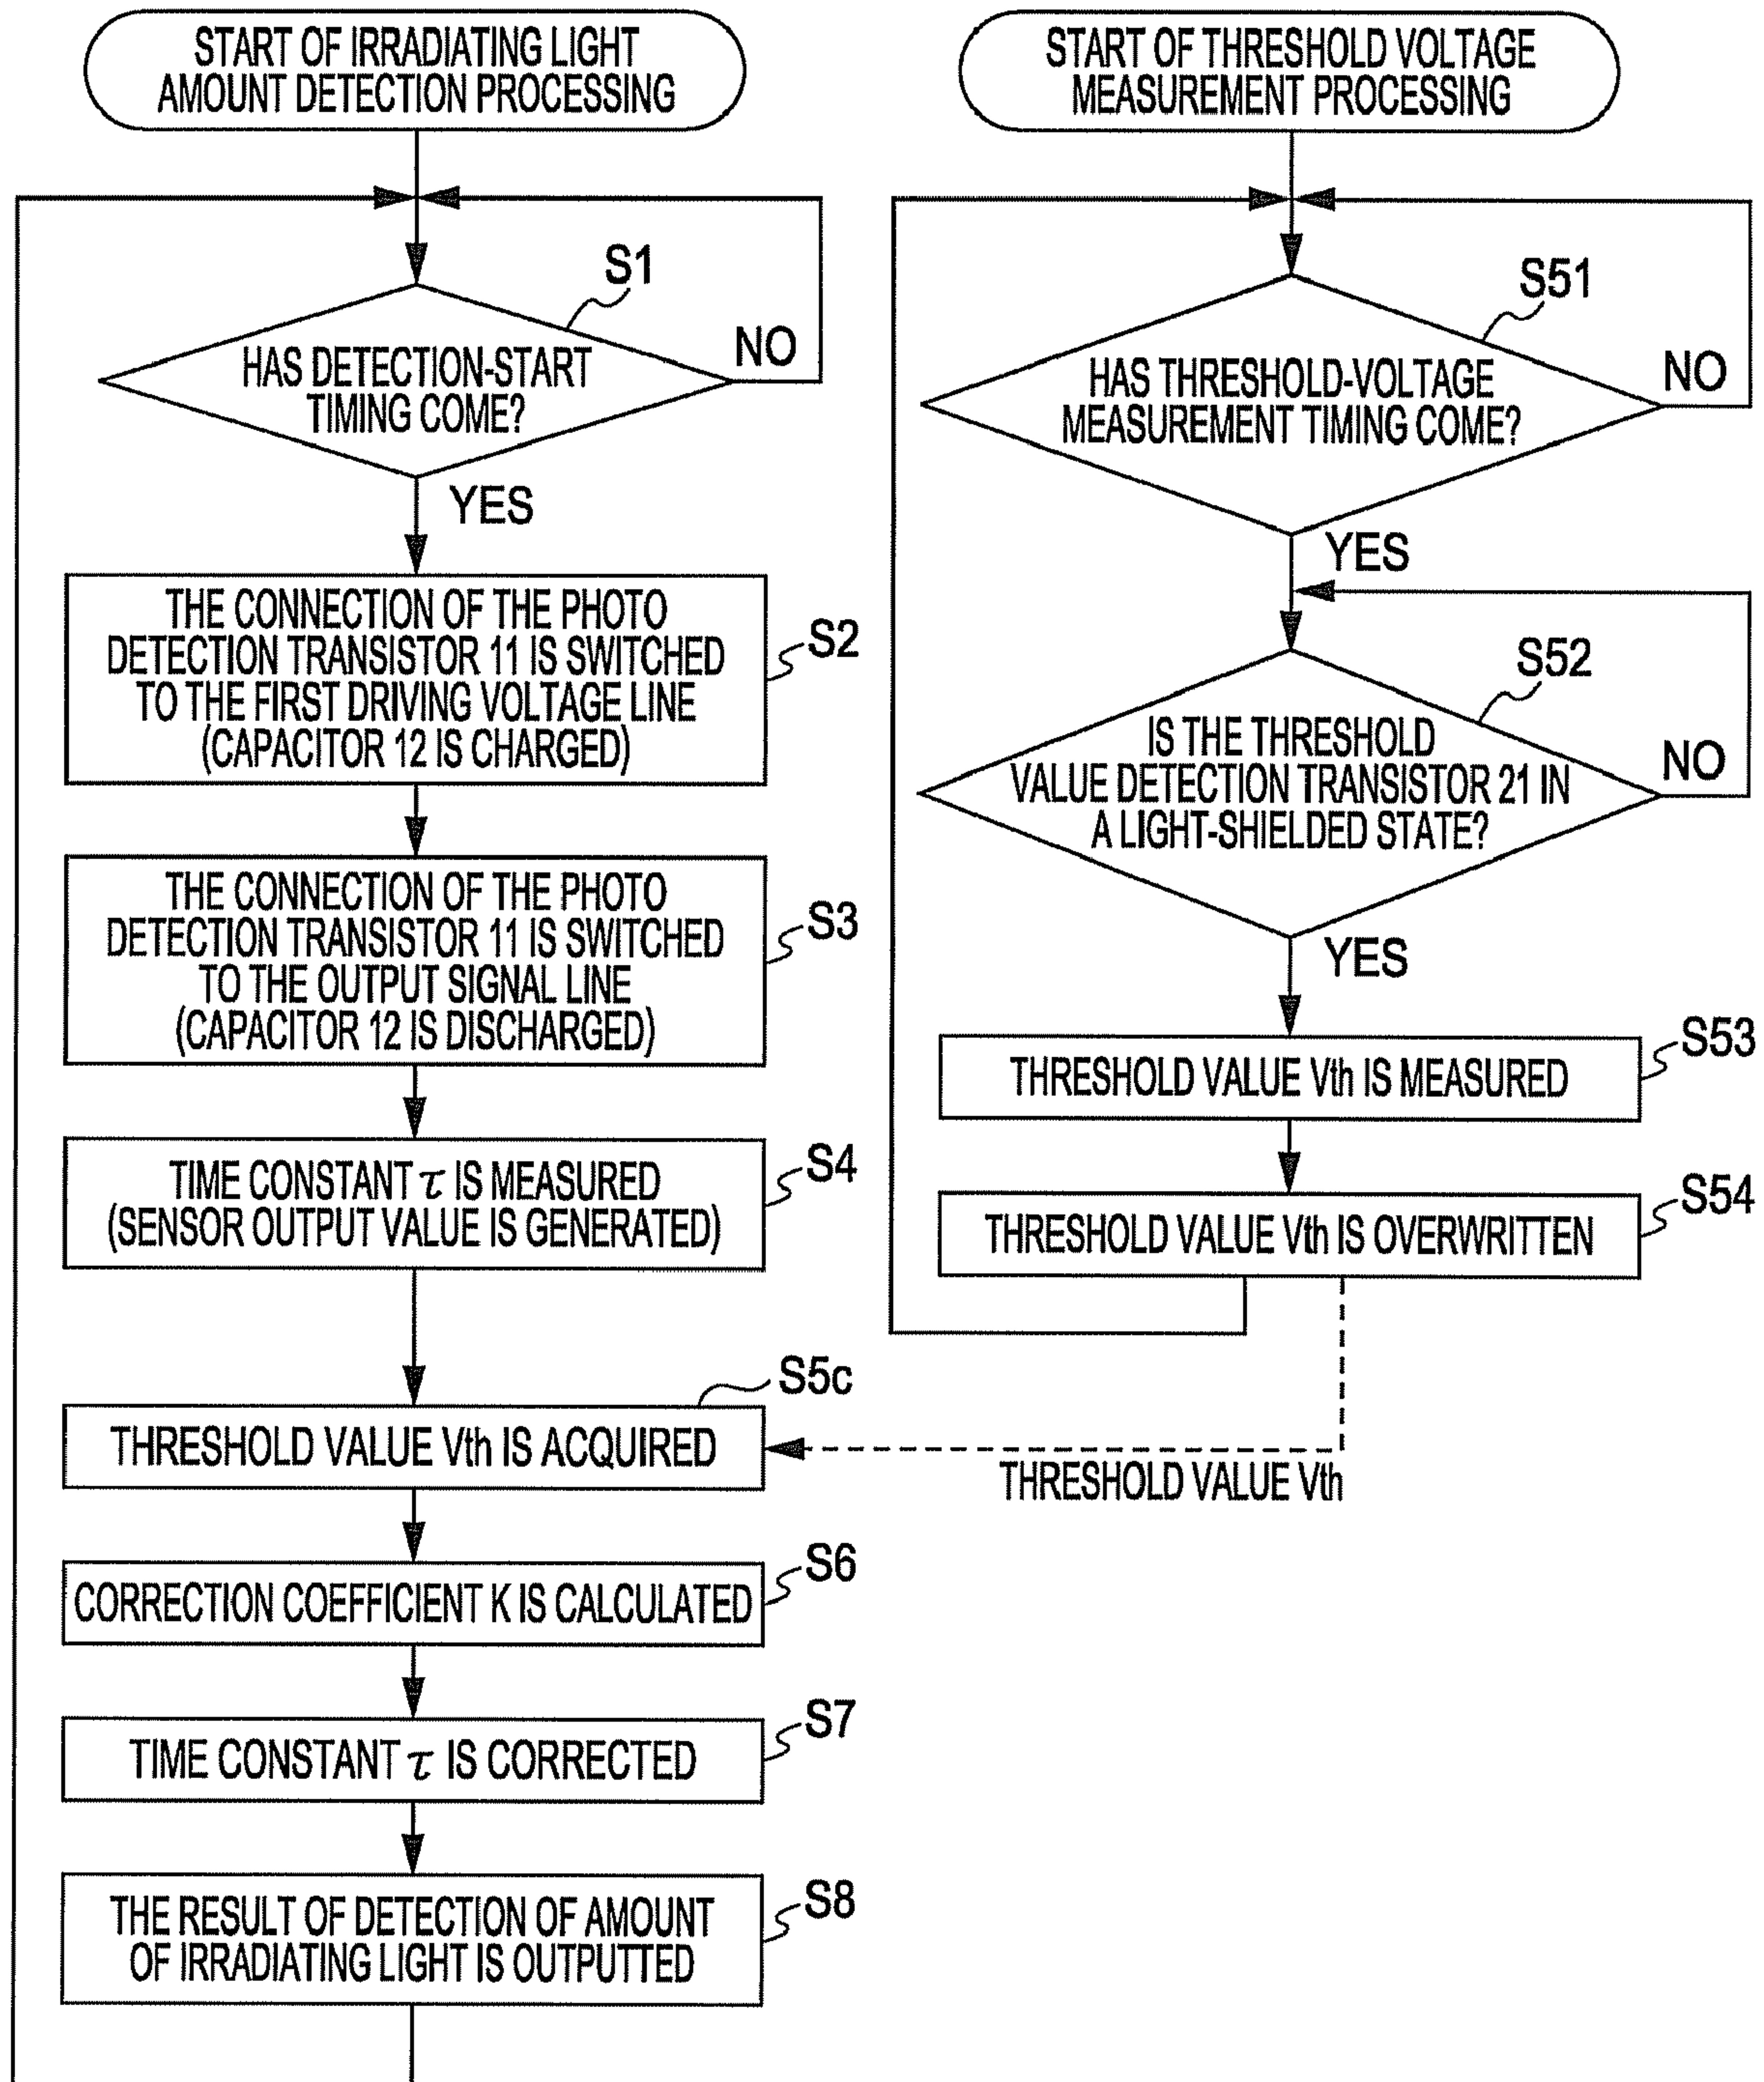 START OF IRRADIATING LIGHT
AMOUNT DETECTION PROCESSING
S1
HAS DETECTION-START
TIMING COME?
NO
YES
THE CONNECTION OF THE PHOTO
DETECTION TRANSISTOR 11 IS SWITCHED
TO THE FIRST DRIVING VOLTAGE LINE
(CAPACITOR 12 IS CHARGED)
S2
THE CONNECTION OF THE PHOTO
DETECTION TRANSISTOR 11 IS SWITCHED
TO THE OUTPUT SIGNAL LINE
(CAPACITOR 12 IS DISCHARGED)
S3
TIME CONSTANT τ IS MEASURED
(SENSOR OUTPUT VALUE IS GENERATED)
S4
S5c
THRESHOLD VALUE Vth IS ACQUIRED
CORRECTION COEFFICIENT K IS CALCULATED
S6
TIME CONSTANT τ IS CORRECTED
S7
THE RESULT OF DETECTION OF AMOUNT
OF IRRADIATING LIGHT IS OUTPUTTED
S8
START OF THRESHOLD VOLTAGE
MEASUREMENT PROCESSING
S51
HAS THRESHOLD-VOLTAGE
MEASUREMENT TIMING COME?
NO
YES
S52
IS THE THRESHOLD
VALUE DETECTION TRANSISTOR 21 IN
A LIGHT-SHIELDED STATE?
NO
YES
THRESHOLD VALUE Vth IS MEASURED
S53
THRESHOLD VALUE Vth IS OVERWRITTEN
S54
THRESHOLD VALUE Vth